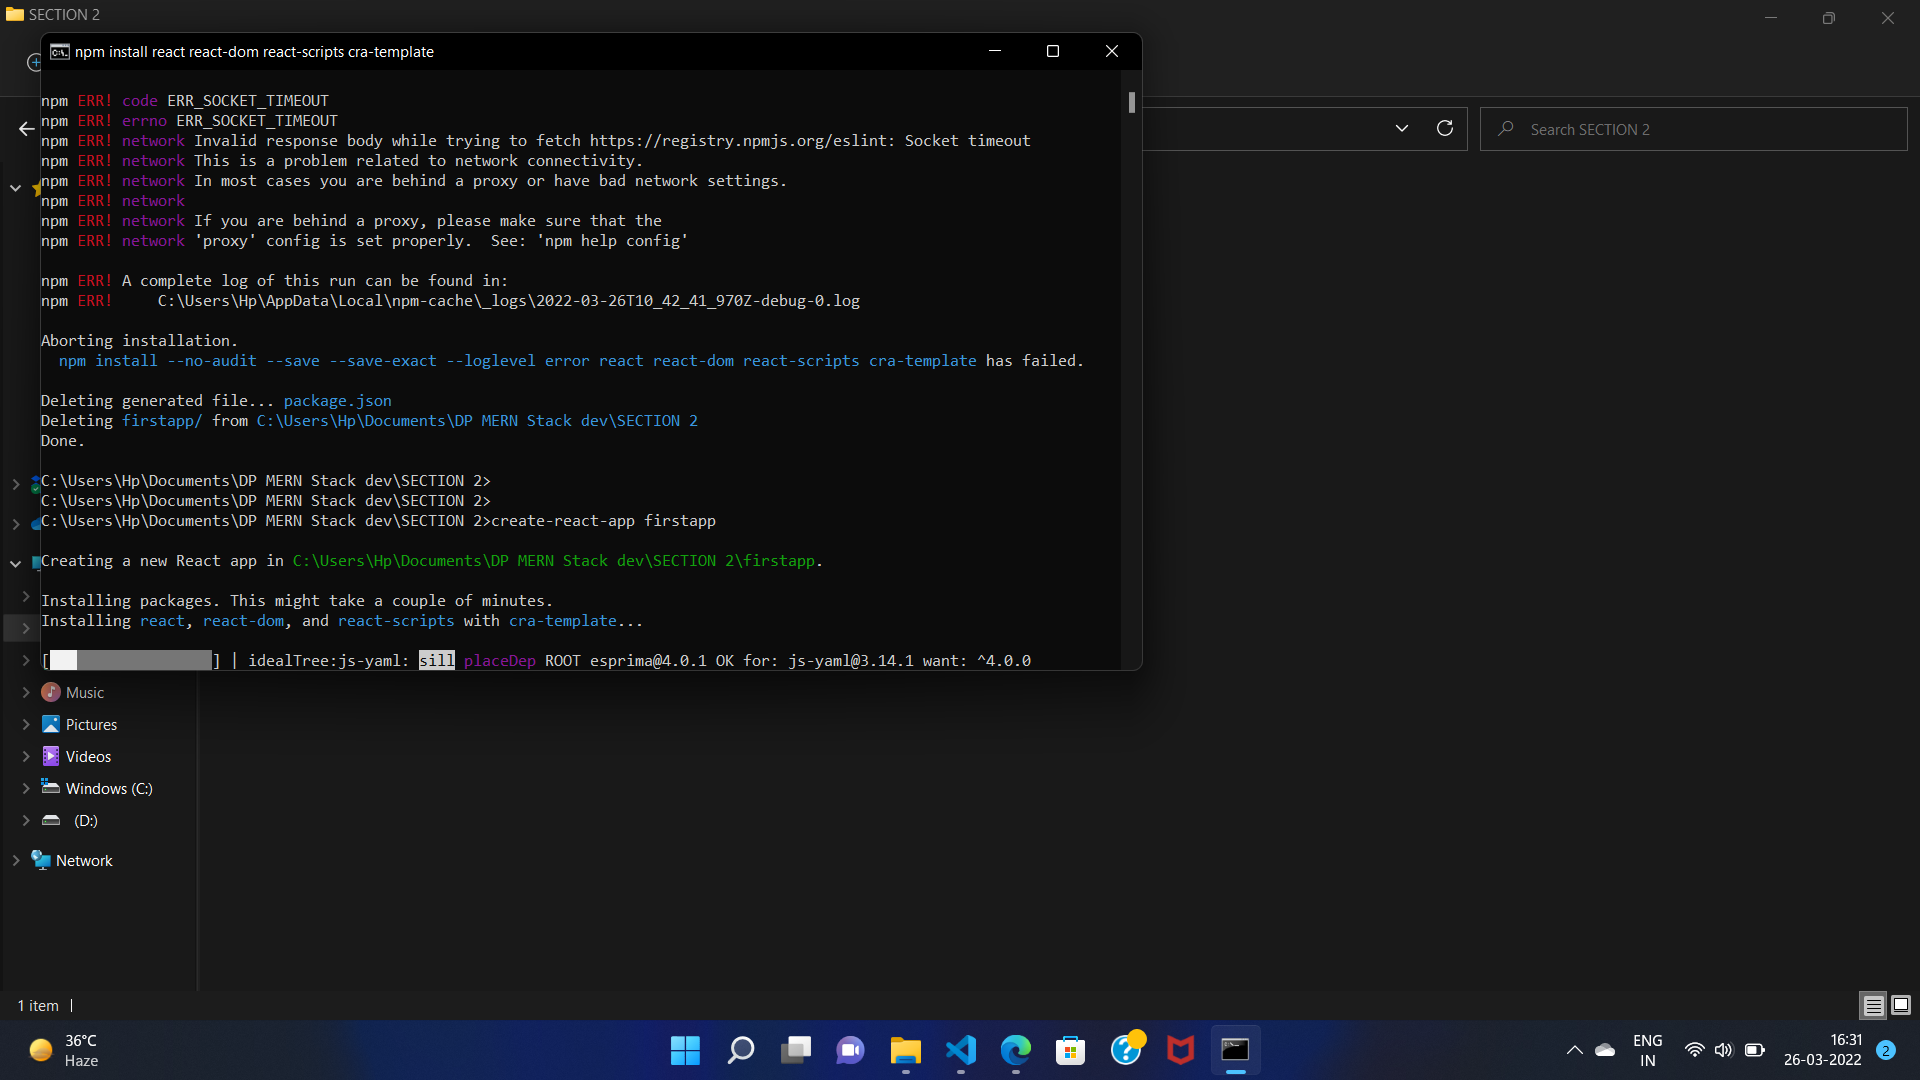 SECTION 2
npm install react react-dom react-scripts cra-template
npm ERR! code ERR_SOCKET_TIMEOUT
npm ERR! errno ERR_SOCKET_TIMEOUT
npm ERR! network Invalid response body while trying to fetch https://registry.npmjs.org/eslint: Socket timeout
npm ERR! network This is a problem related to network connectivity.
npm ERR! network In most cases you are behind a proxy or have bad network settings.
npm ERR! network
npm ERR! network If you are behind a proxy, please make sure that the
npm ERR! network 'proxy' config is set properly.  See: 'npm help config'
npm ERR! A complete log of this run can be found in:
npm ERR!     C:\Users\Hp\AppData\Local\npm-cache\_logs\2022-03-26T10_42_41_970Z-debug-0.log
Aborting installation.
npm install --no-audit --save --save-exact --loglevel error react react-dom react-scripts cra-template has failed.
Deleting generated file... package.json
Deleting firstapp/ from C:\Users\Hp\Documents\DP MERN Stack dev\SECTION 2
Done.
C:\Users\Hp\Documents\DP MERN Stack dev\SECTION 2>
C:\Users\Hp\Documents\DP MERN Stack dev\SECTION 2>
C:\Users\Hp\Documents\DP MERN Stack dev\SECTION 2>create-react-app firstapp
Creating a new React app in C:\Users\Hp\Documents\DP MERN Stack dev\SECTION 2\firstapp.
Installing packages. This might take a couple of minutes.
Installing react, react-dom, and react-scripts with cra-template...
[ ] | idealTree:js-yaml: sill placeDep ROOT esprima@4.0.1 OK for: js-yaml@3.14.1 want: ^4.0.0
Search SECTION 2
Music
Pictures
Videos
Windows (C:)
(D:)
Network
1 item
36°C
Haze
ENG
IN
16:31
26-03-2022
2